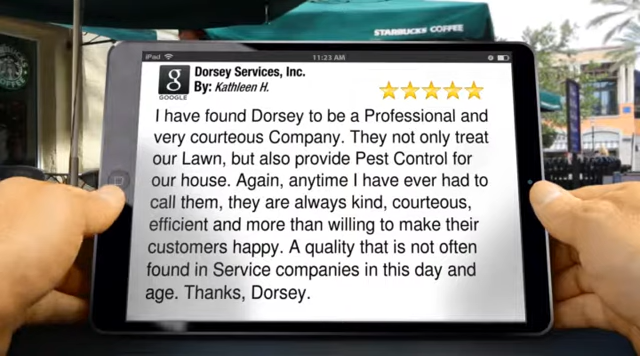 STARBUCKS COFFEE
iPad
11:23 AM
g
GOOGLE
Dorsey Services, Inc.
By: Kathleen H.
I have found Dorsey to be a Professional and
very courteous Company. They not only treat
our Lawn, but also provide Pest Control for
our house. Again, anytime I have ever had to
call them, they are always kind, courteous,
efficient and more than willing to make their
customers happy. A quality that is not often
found in Service companies in this day and
age. Thanks, Dorsey.